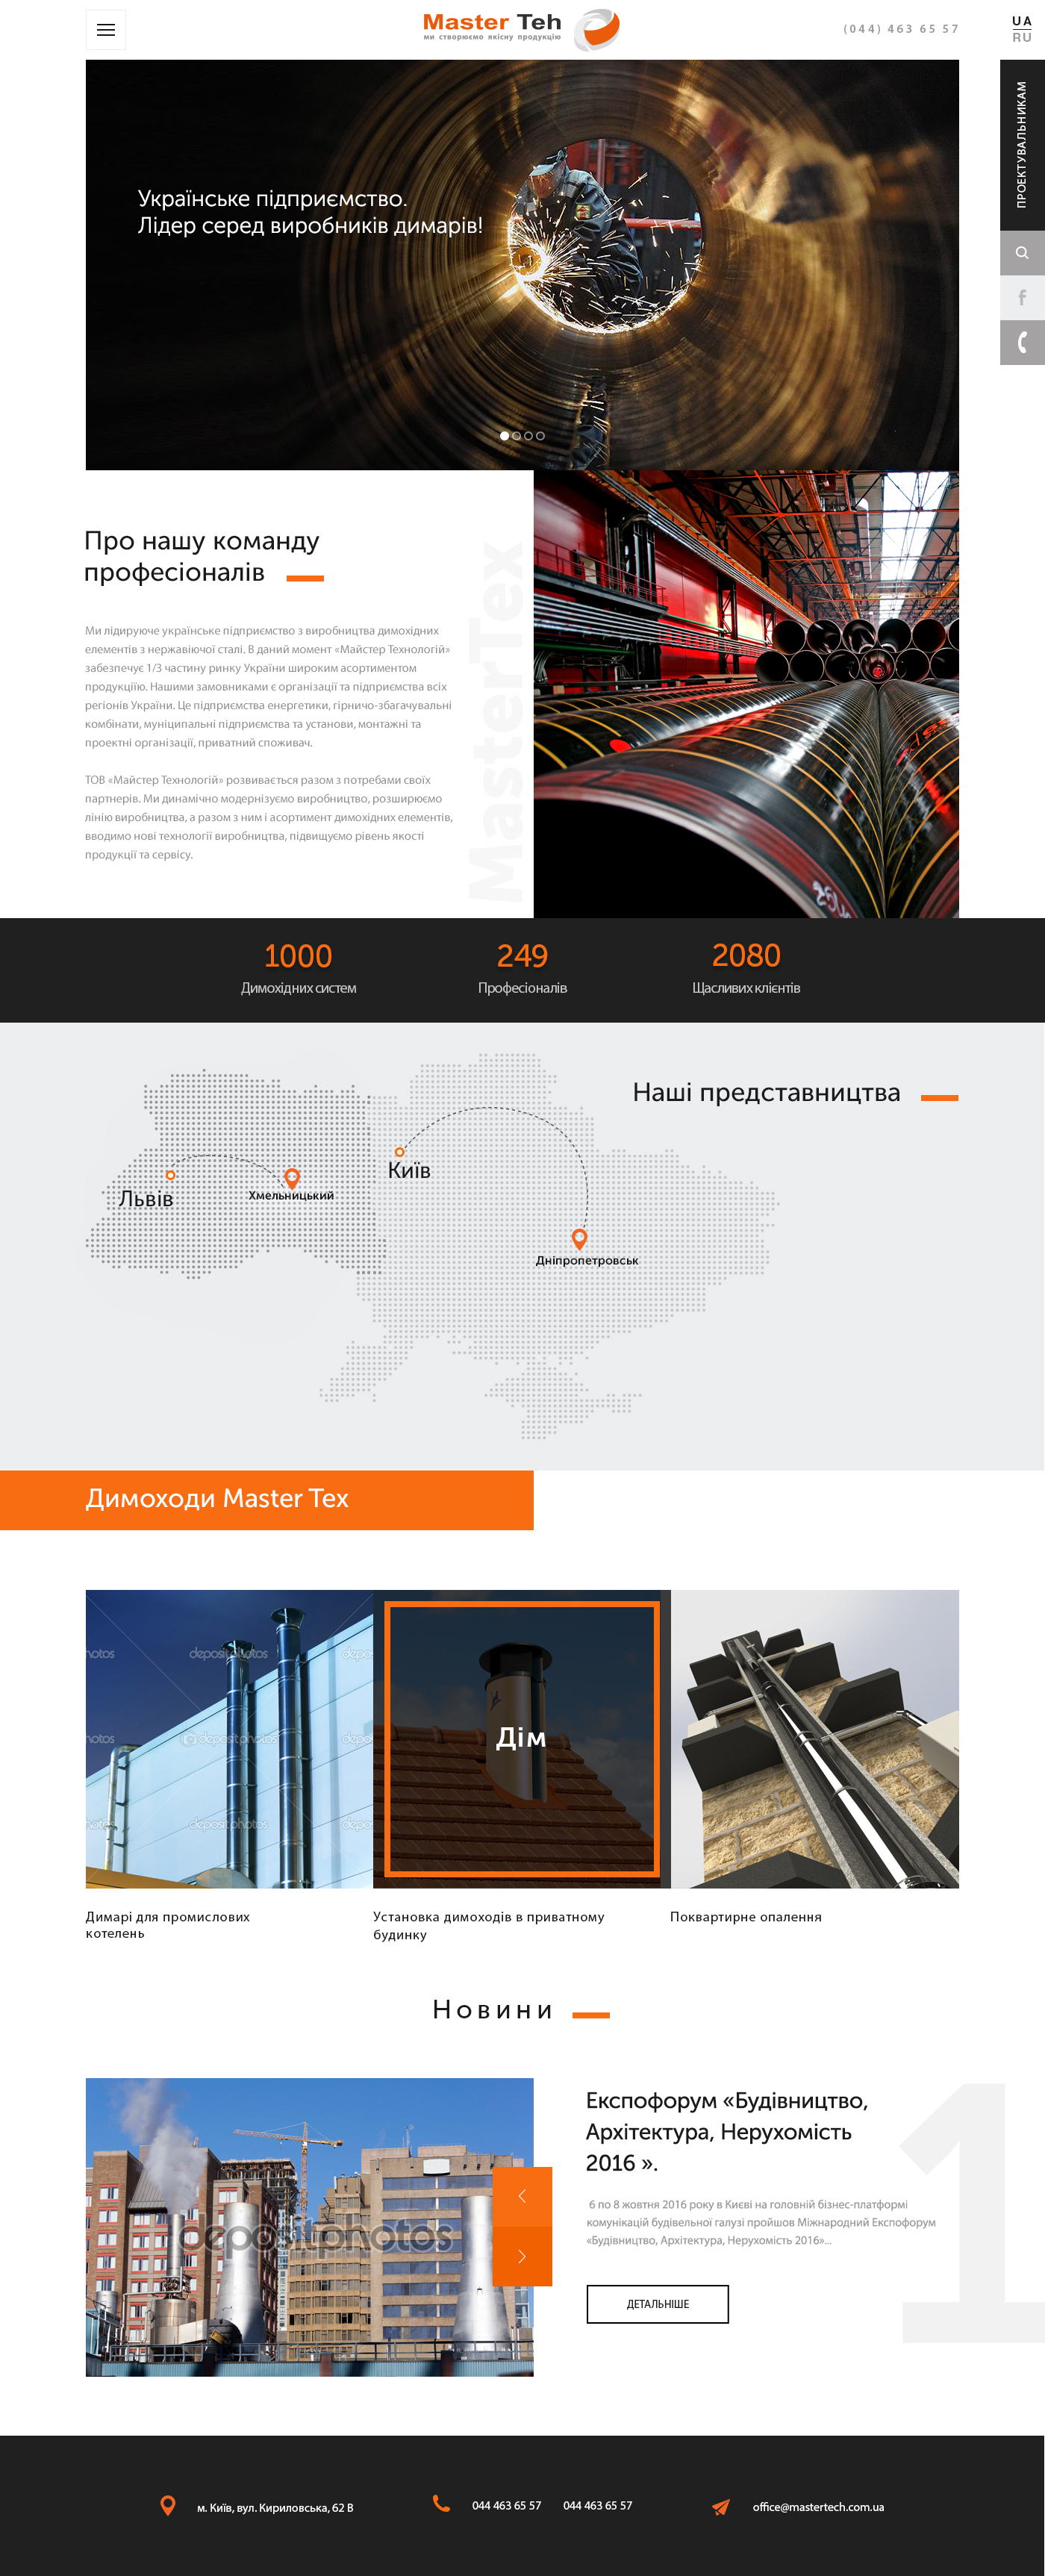 Master Teh
ми створюємо якісну продукцію
(044) 463 65 57
UA
RU
ПРОЕКТУВАЛЬНИКАМ
Українське підприємство.
Лідер серед виробників димарів!
Про нашу команду
професіоналів
Ми лідируюче українське підприємство з виробництва димохідних
елементів з нержавіючої сталі. В даний момент «Майстер Технологій»
забезпечує 1/3 частину ринку України широким асортиментом
продукціїю. Нашими замовниками є організації та підприємства всіх
регіонів України. Це підприємства енергетики, гірничо-збагачувальні
комбінати, муніципальні підприємства та установи, монтажні та
проектні організації, приватний споживач.
ТОВ «Майстер Технологій» розвивається разом з потребами своїх
партнерів. Ми динамічно модернізуємо виробництво, розширюємо
лінію виробництва, а разом з ним і асортимент димохідних елементів,
вводимо нові технології виробництва, підвищуємо рівень якості
продукції та сервісу.
MasterTex
1000
Димохідних систем
249
Професіоналів
2080
Щасливих клієнтів
Наші представництва
Київ
Львів
Хмельницький
Дніпропетровськ
Димоходи Master Tex
depositphotos
depositphotos
depositphotos
Дім
Димарі для промислових
котелень
Установка димоходів в приватному
будинку
Поквартирне опалення
Новини
depositphotos
1
Експофорум «Будівництво,
Архітектура, Нерухомість
2016 ».
6 по 8 жовтня 2016 року в Києві на головній бізнес-платформі
комунікацій будівельної галузі пройшов Міжнародний Експофорум
«Будівництво, Архітектура, Нерухомість 2016»...
ДЕТАЛЬНІШЕ
м. Київ, вул. Кириловська, 62 В
044 463 65 57
044 463 65 57
office@mastertech.com.ua